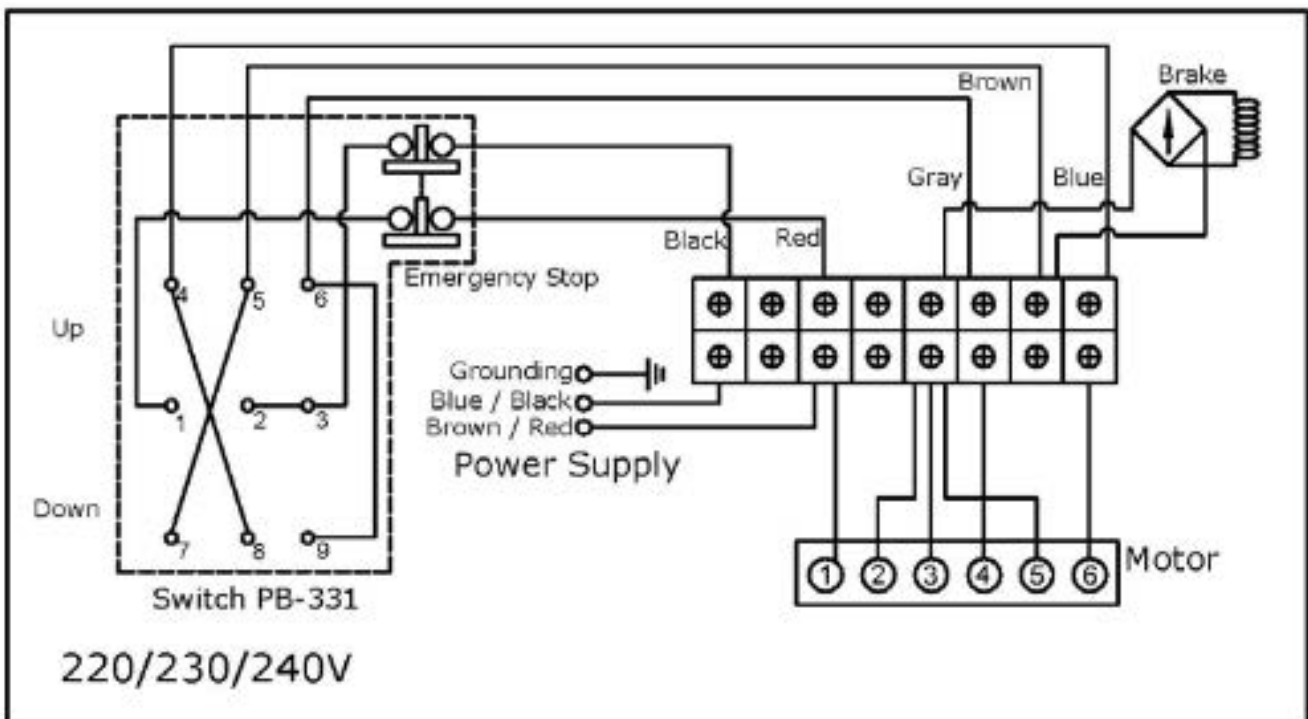 Brown
Brake
Gray
Blue
Black
Red
Emergency Stop
4
5
6
Up
Grounding
Blue / Black
Brown / Red
Power Supply
1
2
3
Down
7
8
9
1
2
3
4
5
6
Motor
Switch PB-331
220/230/240V